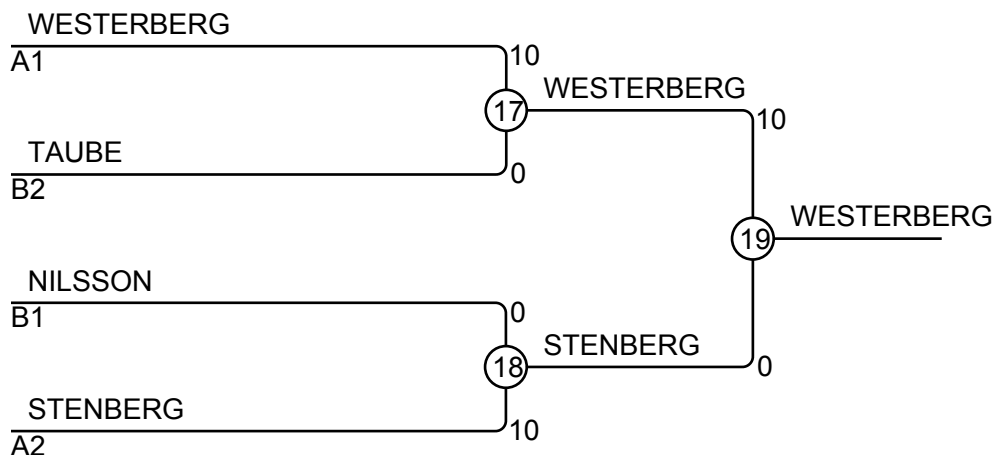 WESTERBERG
A1
10
17
WESTERBERG
10
TAUBE
B2
0
19
WESTERBERG
NILSSON
B1
0
18
STENBERG
0
STENBERG
A2
10